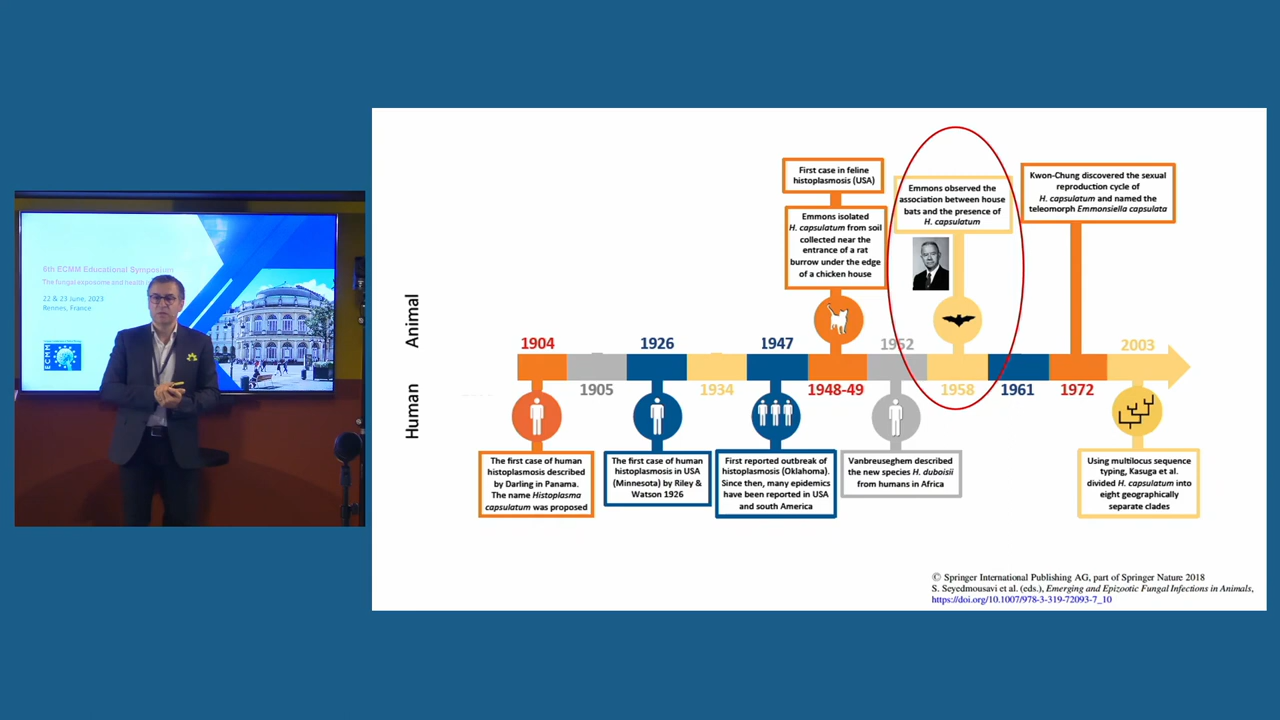 6th ECMM Educational Symposium
The fungal exposome and health
22 & 23 June, 2023
Rennes, France
ECMM
Animal
Human
First case in feline
histoplasmosis (USA)
Emmons isolated
H. capsulatum from soil
collected near the
entrance of a rat
burrow under the edge
of a chicken house
Emmons observed the
association between house
bats and the presence of
H. capsulatum
Kwon-Chung discovered the sexual
reproduction cycle of
H. capsulatum and named the
teleomorph Emmonsiella capsulata
1904
1905
1926
1934
1947
1948-49
1952
1958
1961
1972
2003
The first case of human
histoplasmosis described
by Darling in Panama.
The name Histoplasma
capsulatum was proposed
The first case of human
histoplasmosis in USA
(Minnesota) by Riley &
Watson 1926
First reported outbreak of
histoplasmosis (Oklahoma).
Since then, many epidemics
have been reported in USA
and south America
Vanbreuseghem described
the new species H. duboisii
from humans in Africa
Using multilocus sequence
typing, Kasuga et al.
divided H. capsulatum into
eight geographically
separate clades
© Springer International Publishing AG, part of Springer Nature 2018
S. Seyedmousavi et al. (eds.), Emerging and Epizootic Fungal Infections in Animals,
https://doi.org/10.1007/978-3-319-72093-7_10